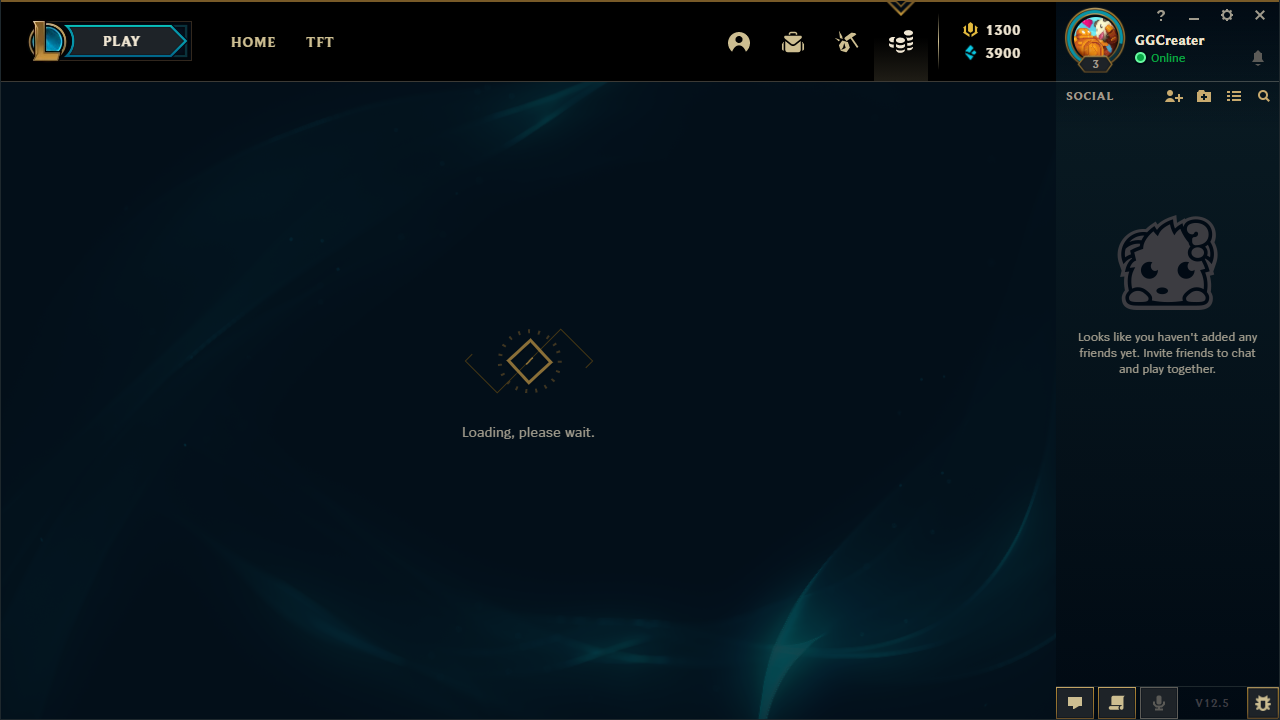 PLAY
HOME
TFT
1300
3900
?
GGCreater
Online
3
SOCIAL
Looks like you haven't added any
friends yet. Invite friends to chat
and play together.
Loading, please wait.
V12.5